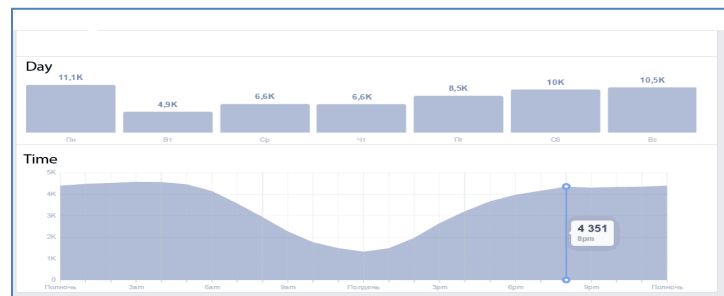 Day
11,1K
4,9K
6,6K
6,6K
8,5K
10K
10,5K
Пн
Вт
Ср
Чт
Пт
Сб
Вс
Time
5K
4K
3K
2K
1K
0
4 351
8pm
Полночь
3am
6am
9am
Полдень
3pm
6pm
9pm
Полночь